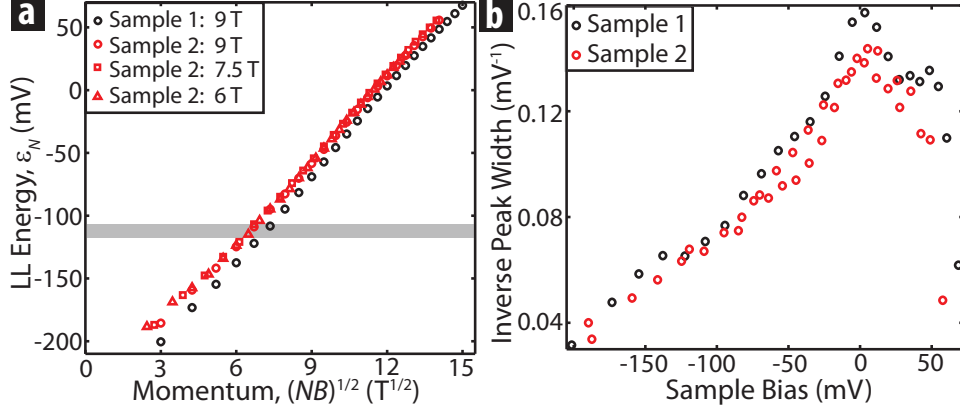 a
Sample 1: 9 T
Sample 2: 9 T
Sample 2: 7.5 T
Sample 2: 6 T
50
0
-50
-100
-150
-200
LL Energy, εN (mV)
0 3 6 9 12 15
Momentum, (NB)1/2 (T1/2)
b
Sample 1
Sample 2
0.16
0.12
0.08
0.04
Inverse Peak Width (mV-1)
-150 -100 -50 0 50
Sample Bias (mV)